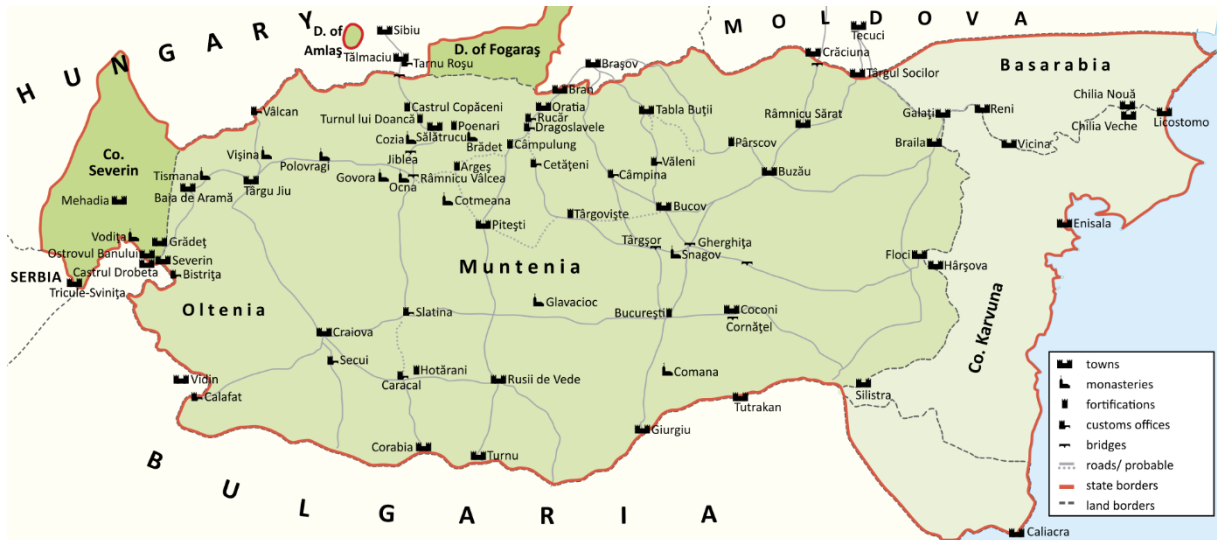 HUNGARY
MOLDOVA
D. of
Amlaş
Sibiu
Tălmaciu
Tarnu Roşu
D. of Fogaraş
Braşov
Bran
Crăciuna
Tecuci
Târgul Socilor
Basarabia
Chilia Nouă
Chilia Veche
Licostomo
Reni
Galaţi
Vicina
Braila
Vâlcan
Castrul Copăceni
Turnul lui Doancă
Poenari
Sălătrucu
Cozia
Brădet
Jiblea
Oratia
Rucăr
Dragoslavele
Câmpulung
Cetăţeni
Tabla Buţii
Râmnicu Sărat
Pârscov
Vişina
Polovragi
Govora
Ocna
Argeş
Râmnicu Vâlcea
Câmpina
Văleni
Buzău
Co.
Severin
Tismana
Baia de Aramă
Târgu Jiu
Mehadia
Cotmeana
Târgovişte
Bucov
Piteşti
Enisala
Vodiţa
Grădeţ
Ostrovul Banului
Severin
Castrul Drobeta
Bistriţa
SERBIA
Tricule-Sviniţa
Muntenia
Târgşor
Gherghiţa
Snagov
Floci
Hârşova
Oltenia
Slatina
Glavacioc
Bucureşti
Coconi
Cornăţel
Co. Karvuna
Craiova
Secui
Hotărani
Caracal
Rusii de Vede
Comana
Vidin
Calafat
Tutrakan
Silistra
Giurgiu
Corabia
Turnu
BULGARIA
Caliacra
towns
monasteries
fortifications
customs offices
bridges
roads/ probable
state borders
land borders